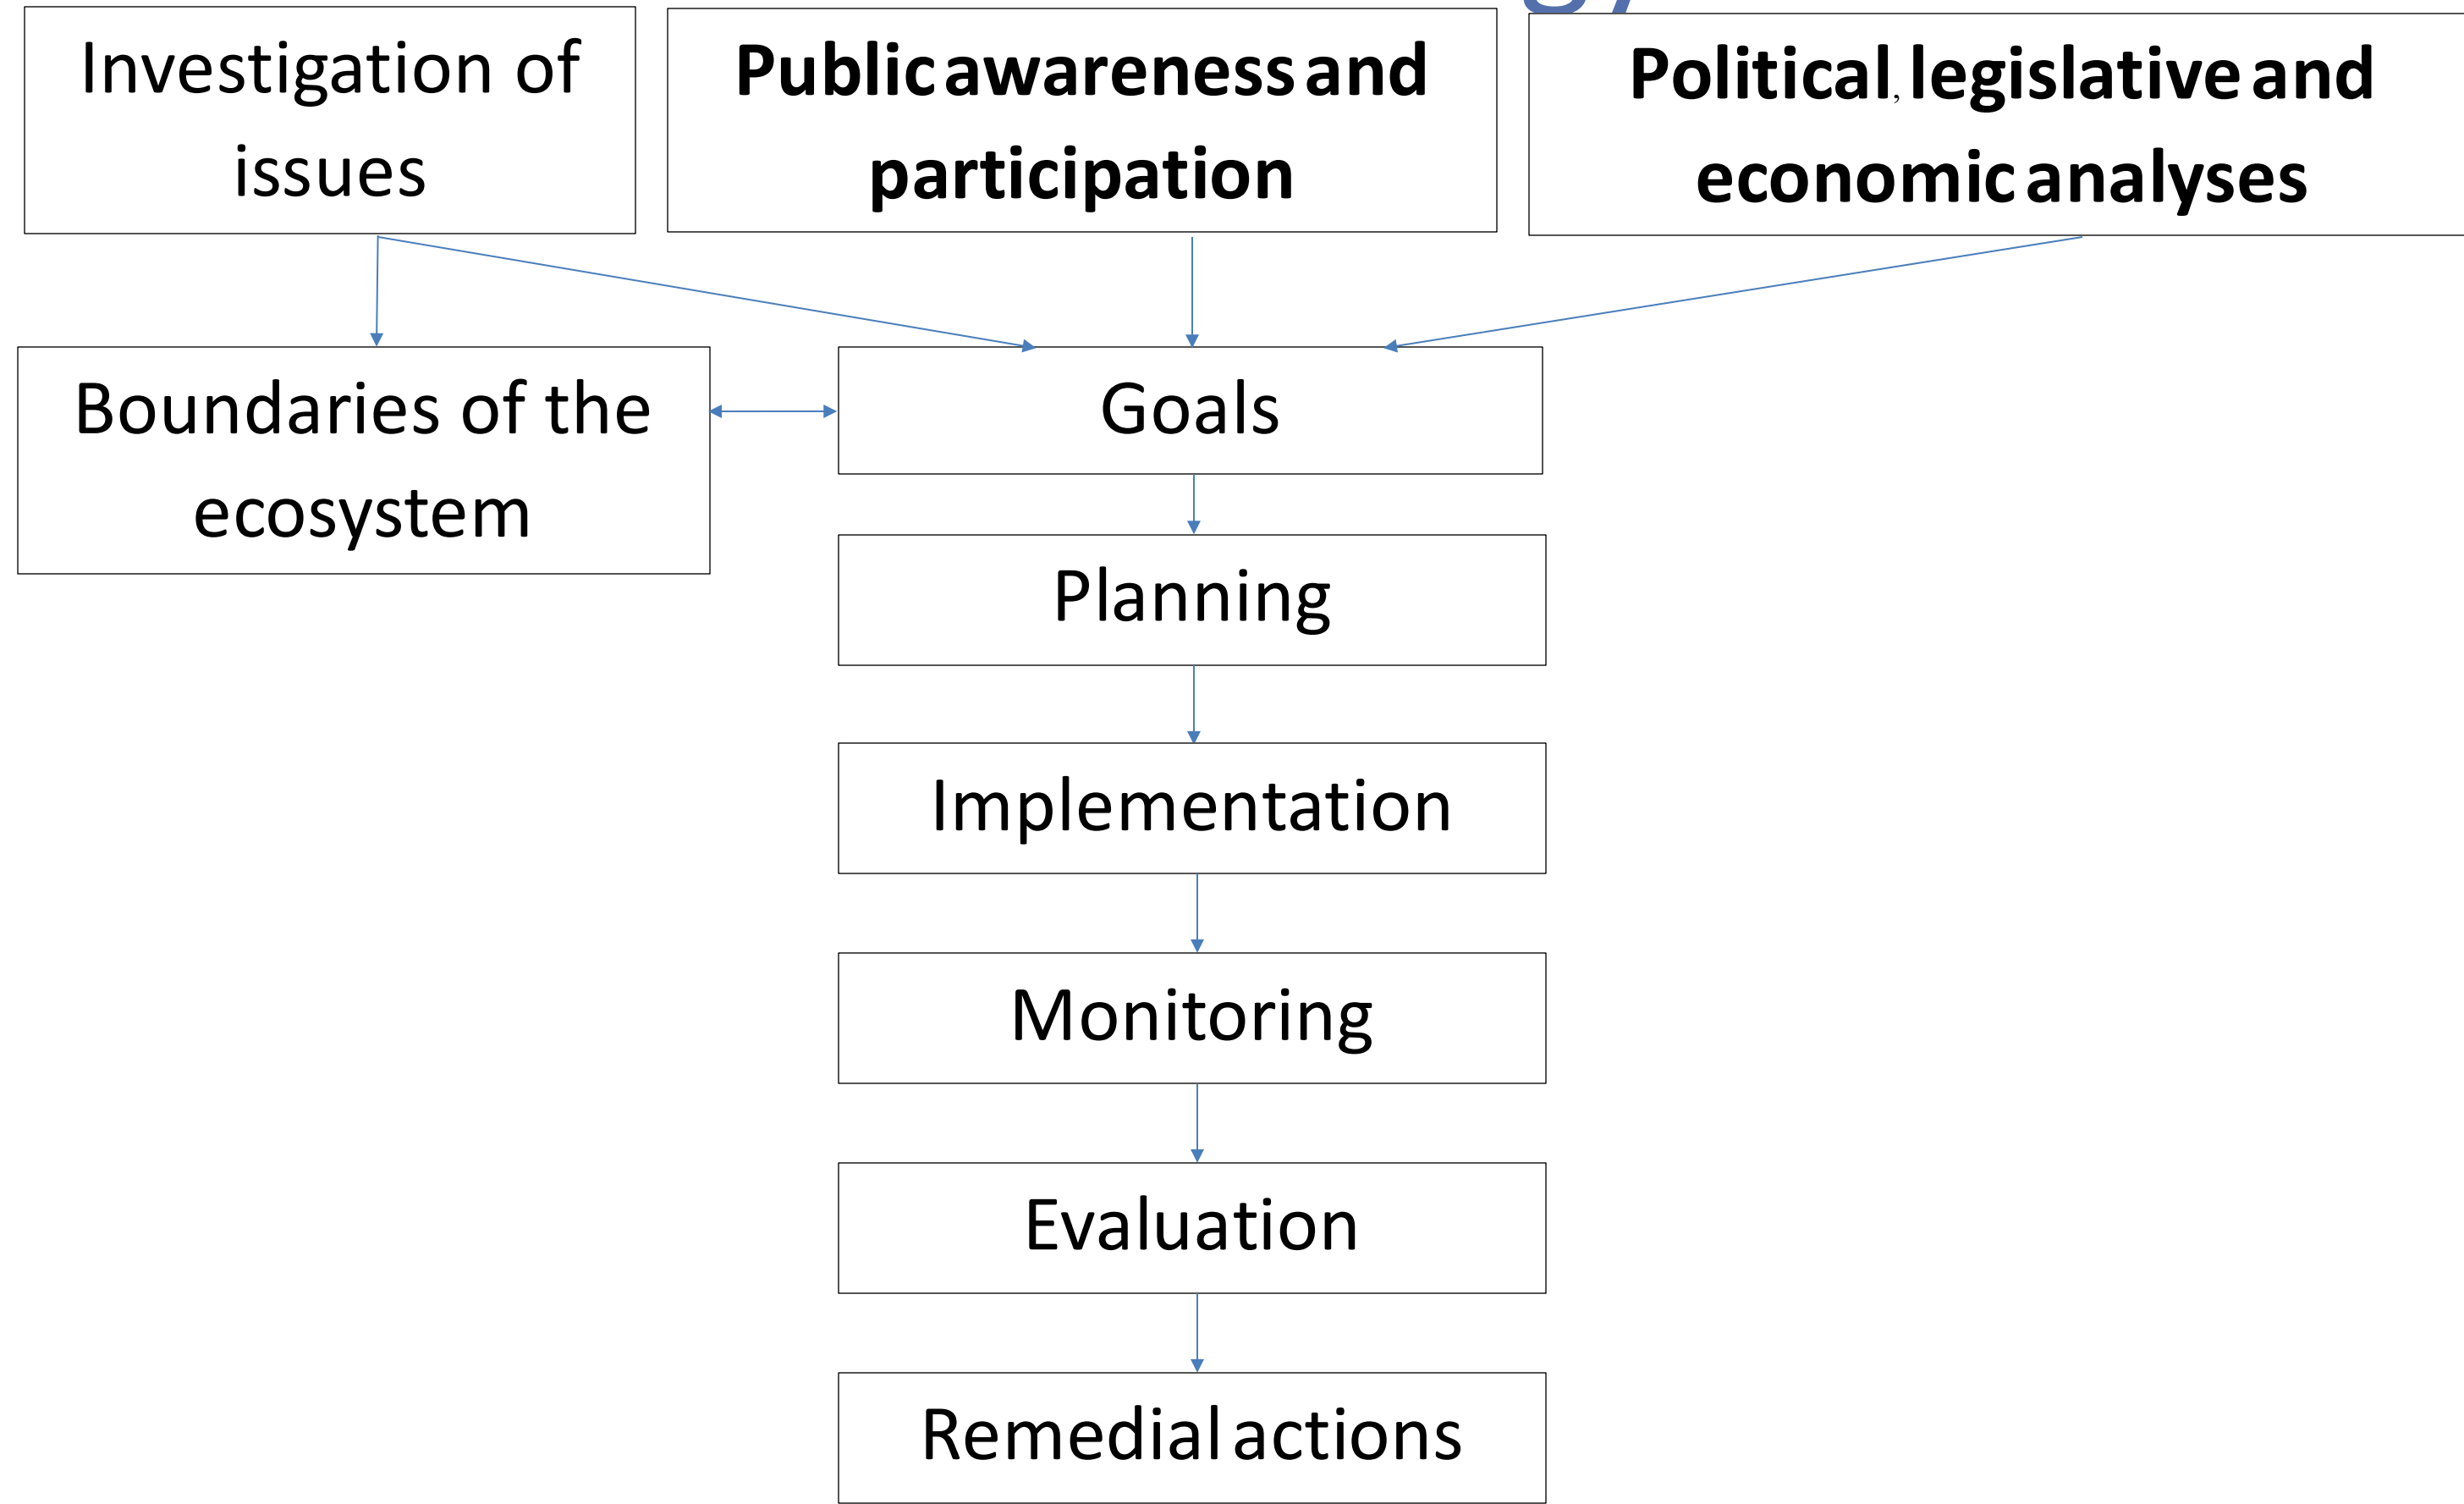 Investigation of
issues
Public awareness and
participation
Political, legislative and
economic analyses
Boundaries of the
ecosystem
Goals
Planning
Implementation
Monitoring
Evaluation
Remedial actions